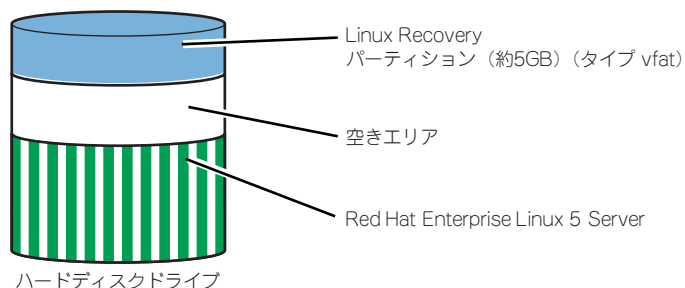 Linux Recovery
パーティション（約5GB）（タイプ vfat）
空きエリア
Red Hat Enterprise Linux 5 Server
ハードディスクドライブ